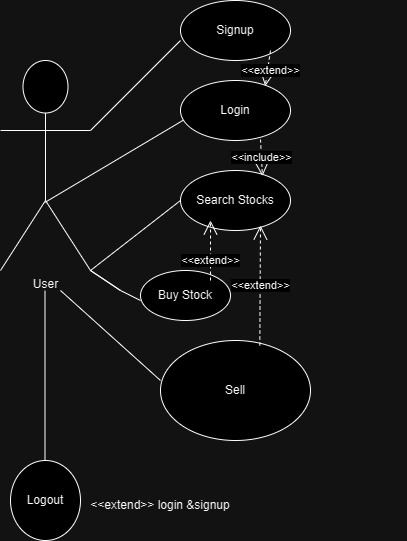 Signup
<<extend>>
Login
<<include>>
Search Stocks
<<extend>>
User
<<extend>>
Buy Stock
Sell
Logout
<<extend>> login &signup